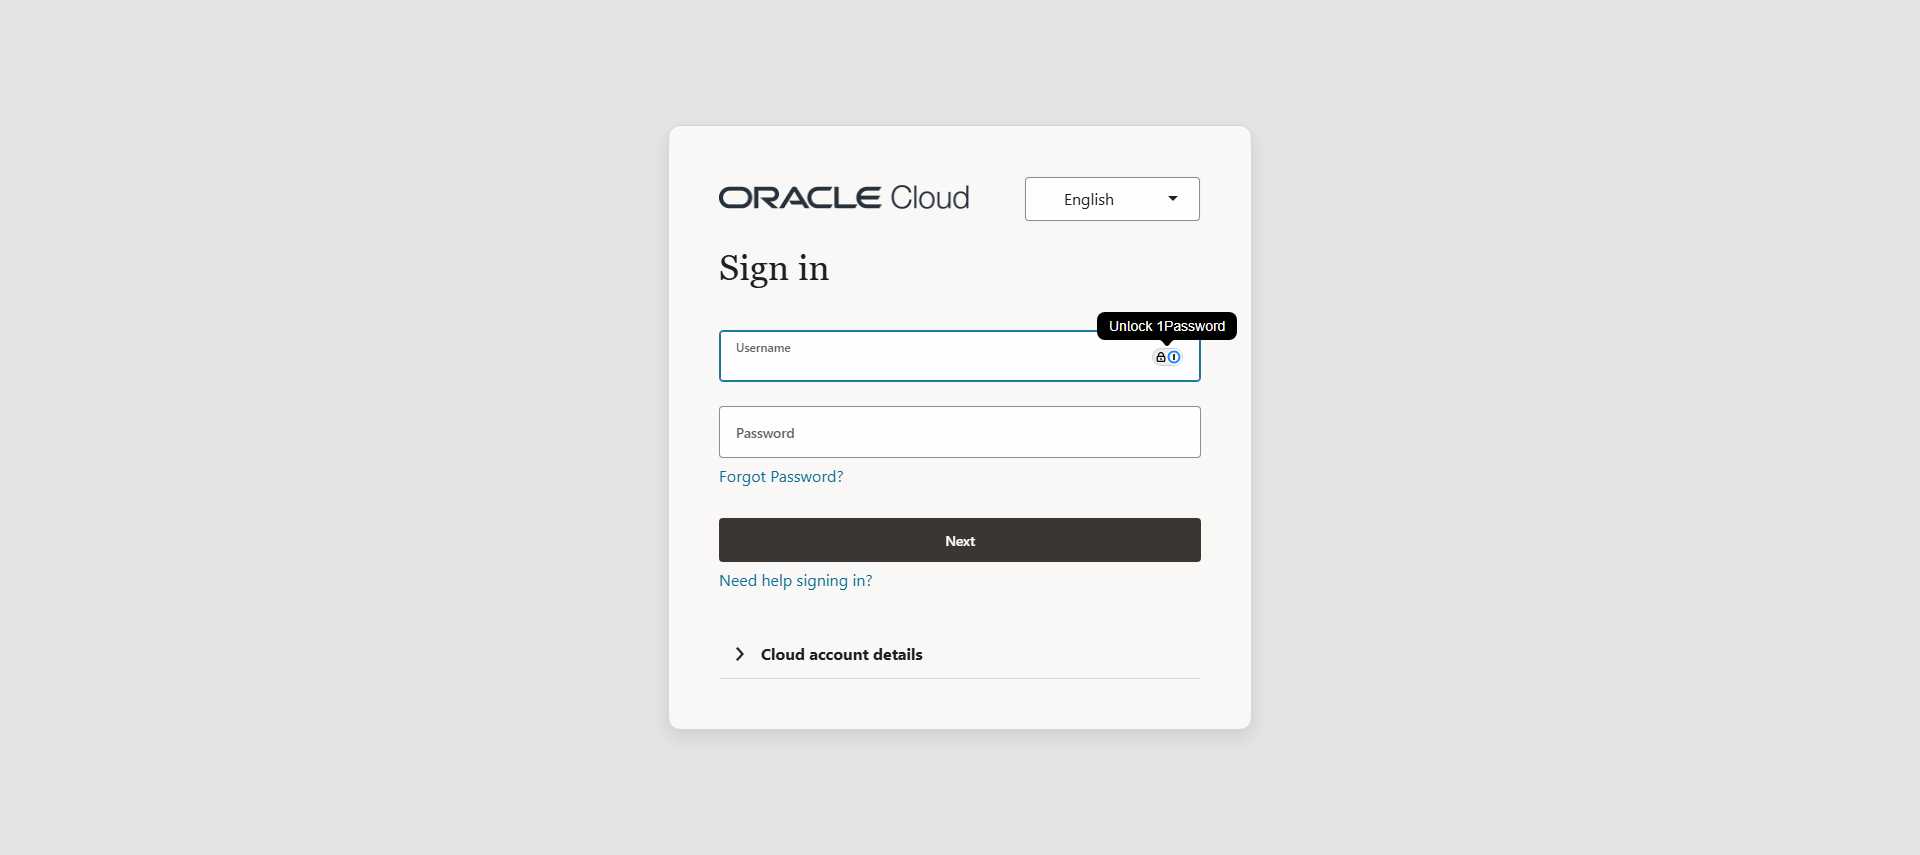 ORACLE Cloud
English
Sign in
Unlock 1Password
Username
Password
Forgot Password?
Next
Need help signing in?
Cloud account details